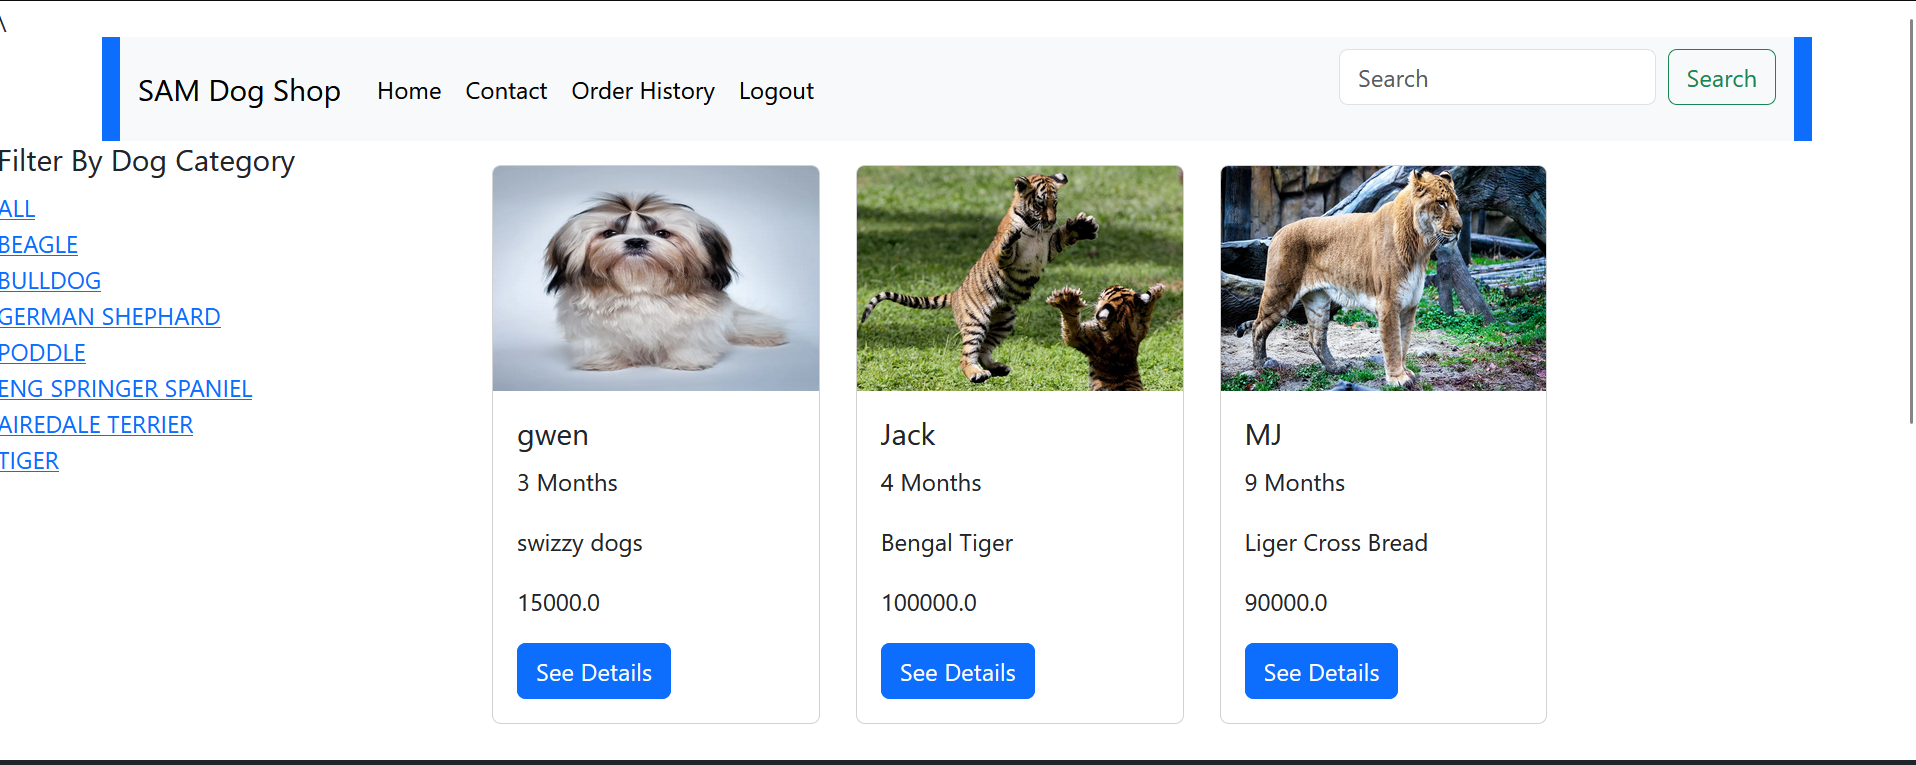 \
SAM Dog Shop Home Contact Order History Logout Search Search
Filter By Dog Category
ALL
BEAGLE
BULLDOG
GERMAN SHEPHARD
PODDLE
ENG SPRINGER SPANIEL
AIREDALE TERRIER
TIGER
gwen
3 Months
swizzy dogs
15000.0
See Details
Jack
4 Months
Bengal Tiger
100000.0
See Details
MJ
9 Months
Liger Cross Bread
90000.0
See Details